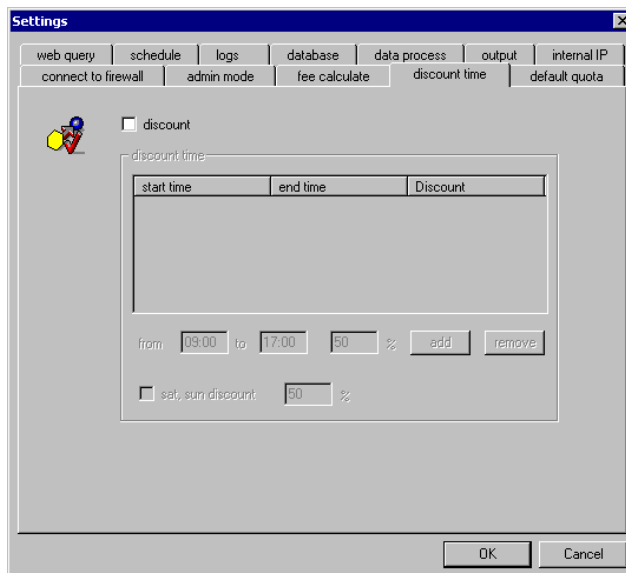 Settings
web query schedule logs database data process output internal IP
connect to firewall admin mode fee calculate discount time default quota
discount
discount time
start time end time Discount
from 09:00 to 17:00 50 % add remove
sat, sun discount 50 %
OK Cancel